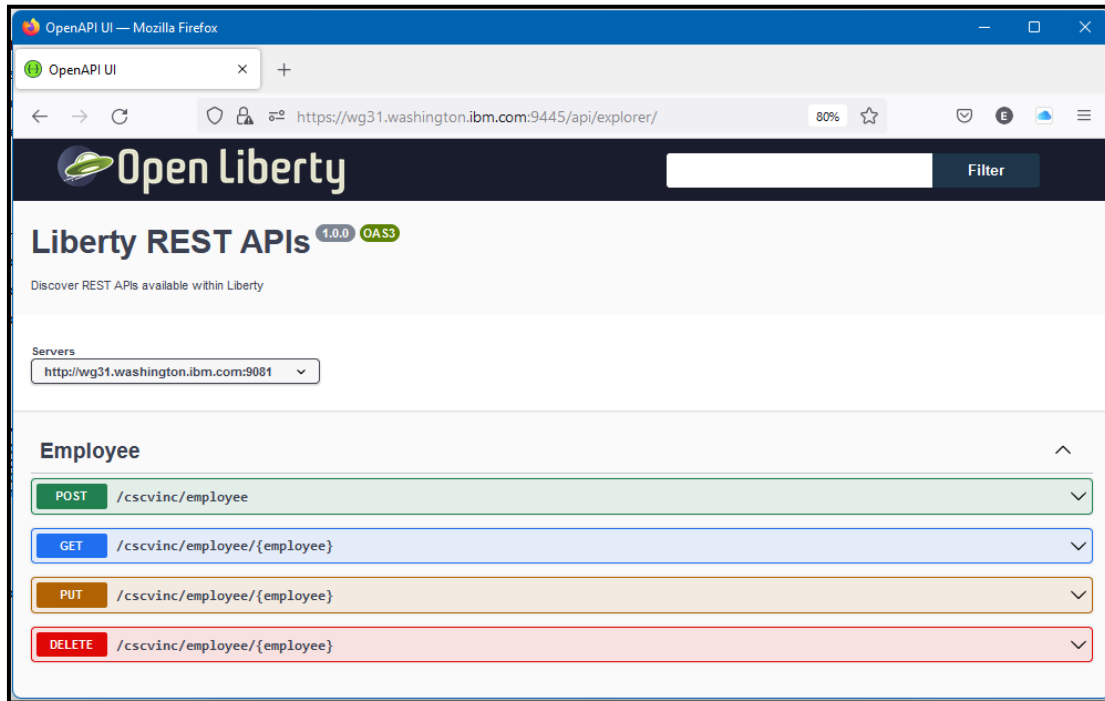 OpenAPI UI — Mozilla Firefox
OpenAPI UI
https://wg31.washington.ibm.com:9445/api/explorer/
80%
E
Open Liberty
Filter
Liberty REST APIs 1.0.0 OAS3
Discover REST APIs available within Liberty
Servers
http://wg31.washington.ibm.com:9081
Employee
POST /cscvinc/employee
GET /cscvinc/employee/{employee}
PUT /cscvinc/employee/{employee}
DELETE /cscvinc/employee/{employee}